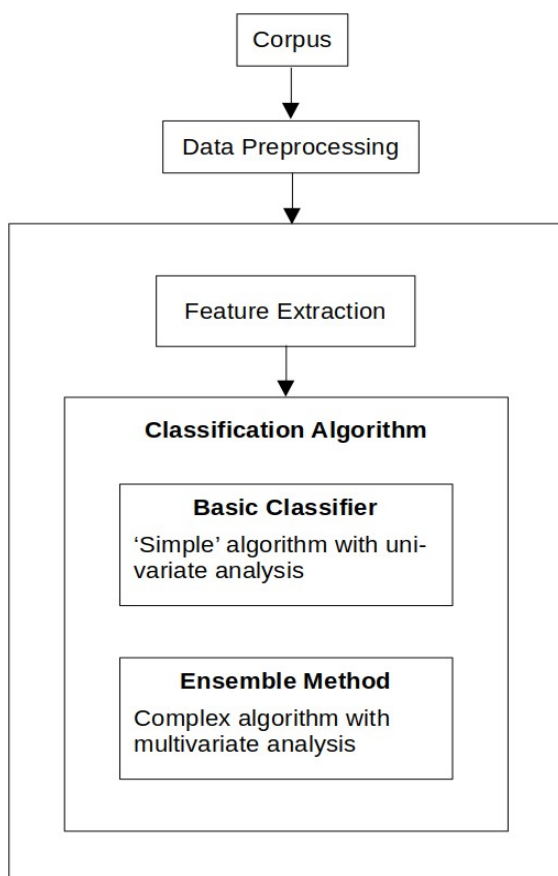 Corpus
Data Preprocessing
Feature Extraction
Classification Algorithm
Basic Classifier
‘Simple’ algorithm with uni-
variate analysis
Ensemble Method
Complex algorithm with
multivariate analysis